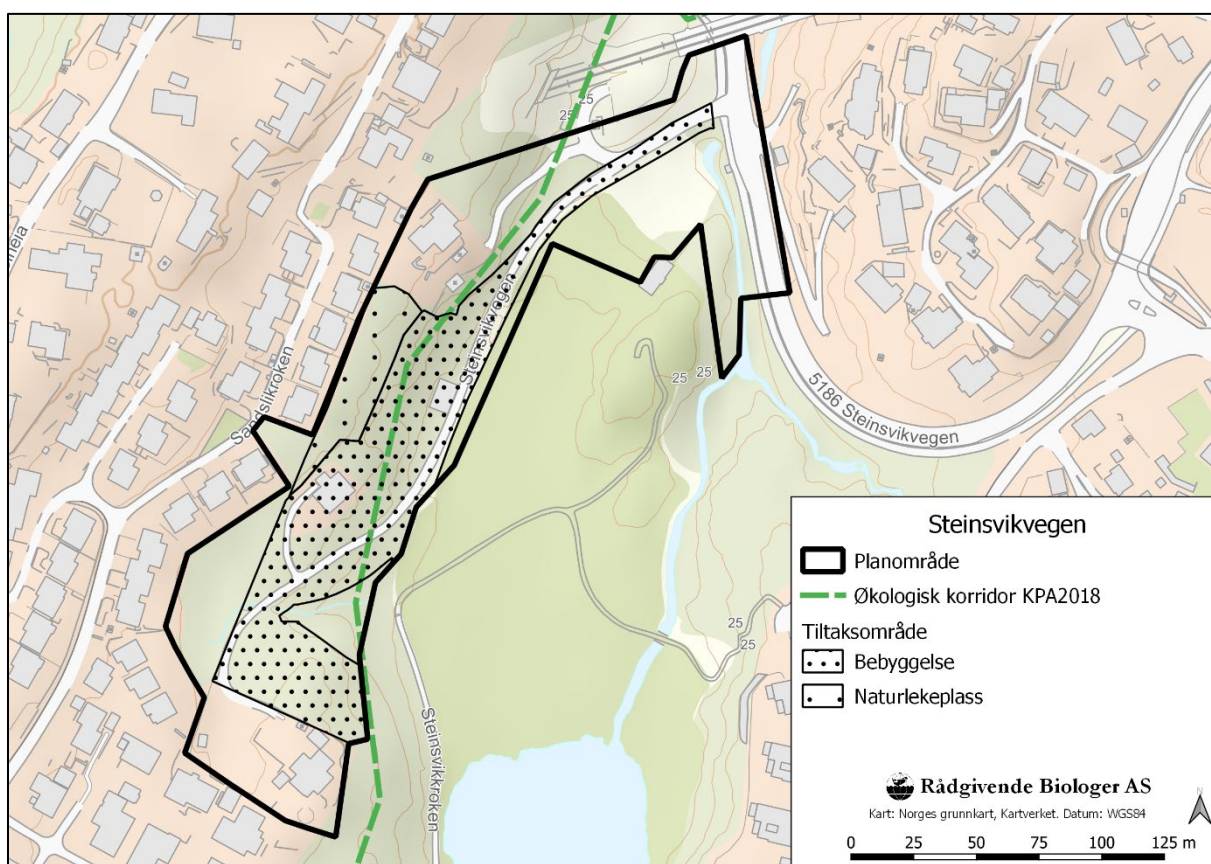 25
25
Steinsvikvegen
Sandslikroken
25
25
5186 Steinsvikvegen
25
25
Steinsvikkroken
Steinsvikvegen
Planområde
Økologisk korridor KPA2018
Tiltaksområde
Bebyggelse
Naturlekeplass
Rådgivende Biologer AS
Kart: Norges grunnkart, Kartverket. Datum: WGS84
N
0 25 50 75 100 125 m